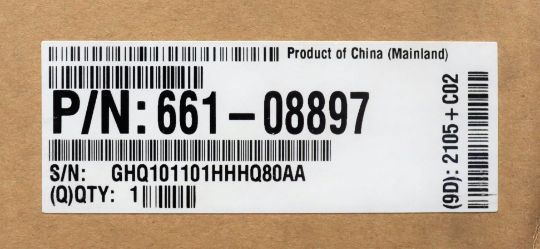 Product of China (Mainland)
P/N: 661-08897
S/N: GHQ101101HHHQ80AA
(Q)QTY: 1
(9D): 2105+C02